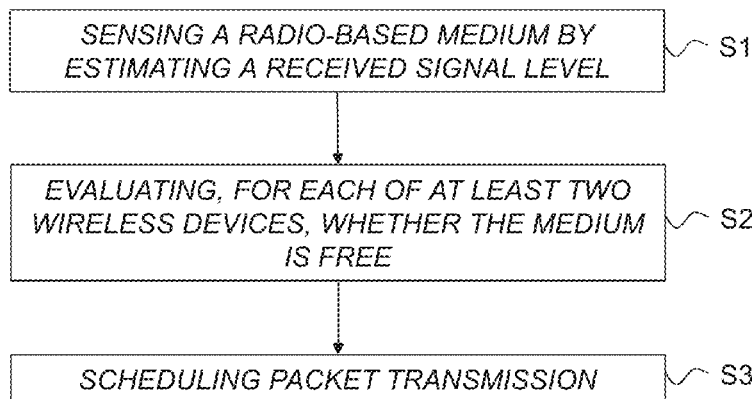 SENSING A RADIO-BASED MEDIUM BY
ESTIMATING A RECEIVED SIGNAL LEVEL
S1
EVALUATING, FOR EACH OF AT LEAST TWO
WIRELESS DEVICES, WHETHER THE MEDIUM
IS FREE
S2
SCHEDULING PACKET TRANSMISSION
S3